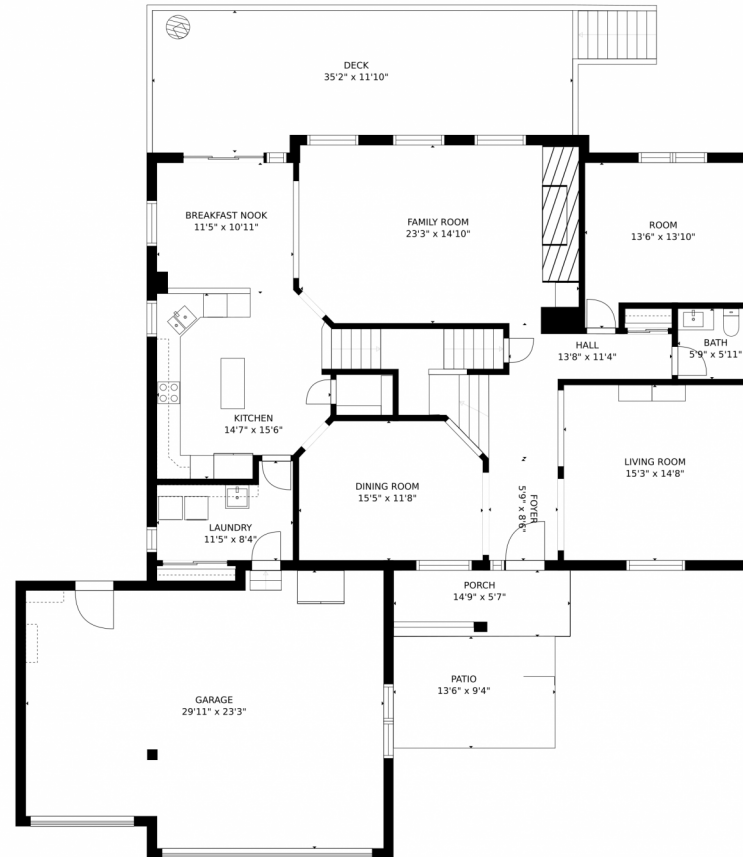 DECK
35'2" x 11'10"
BREAKFAST NOOK
11'5" x 10'11"
FAMILY ROOM
23'3" x 14'10"
ROOM
13'6" x 13'10"
HALL
13'8" x 11'4"
BATH
5'9" x 5'11"
KITCHEN
14'7" x 15'6"
DINING ROOM
15'5" x 11'8"
FOYER
5'9" x 8'6"
LIVING ROOM
15'3" x 14'8"
LAUNDRY
11'5" x 8'4"
PORCH
14'9" x 5'7"
PATIO
13'6" x 9'4"
GARAGE
29'11" x 23'3"